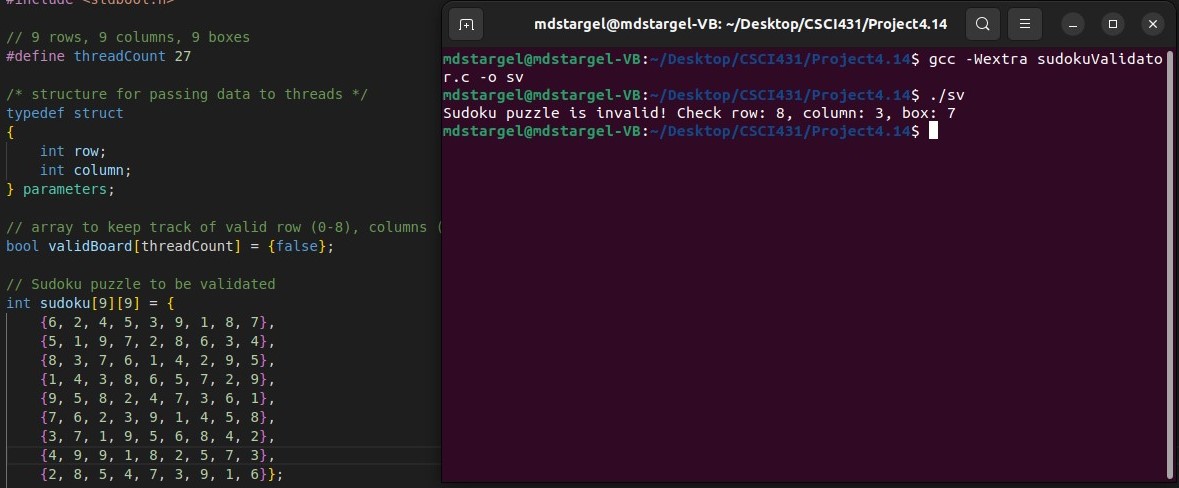 #include <stdbool.h>
// 9 rows, 9 columns, 9 boxes
#define threadCount 27
/* structure for passing data to threads */
typedef struct
{
int row;
int column;
} parameters;
// array to keep track of valid row (0-8), columns (
bool validBoard[threadCount] = {false};
// Sudoku puzzle to be validated
int sudoku[9][9] = {
{6, 2, 4, 5, 3, 9, 1, 8, 7},
{5, 1, 9, 7, 2, 8, 6, 3, 4},
{8, 3, 7, 6, 1, 4, 2, 9, 5},
{1, 4, 3, 8, 6, 5, 7, 2, 9},
{9, 5, 8, 2, 4, 7, 3, 6, 1},
{7, 6, 2, 3, 9, 1, 4, 5, 8},
{3, 7, 1, 9, 5, 6, 8, 4, 2},
{4, 9, 9, 1, 8, 2, 5, 7, 3},
{2, 8, 5, 4, 7, 3, 9, 1, 6}};
mdstargel@mdstargel-VB: ~/Desktop/CSCI431/Project4.14
mdstargel@mdstargel-VB:~/Desktop/CSCI431/Project4.14$ gcc -Wextra sudokuValidato
r.c -o sv
mdstargel@mdstargel-VB:~/Desktop/CSCI431/Project4.14$ ./sv
Sudoku puzzle is invalid! Check row: 8, column: 3, box: 7
mdstargel@mdstargel-VB:~/Desktop/CSCI431/Project4.14$